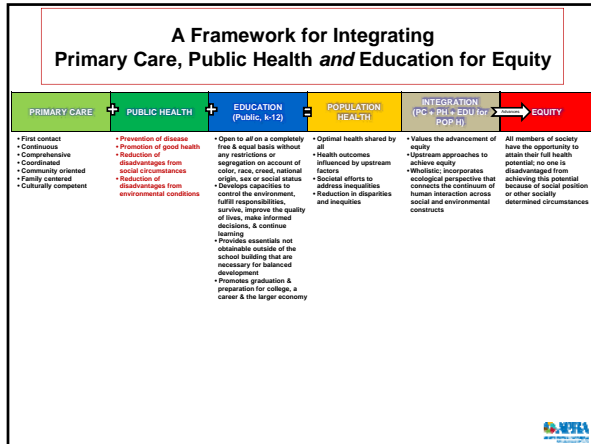 A Framework for Integrating
Primary Care, Public Health and Education for Equity
PRIMARY CARE
+
PUBLIC HEALTH
+
EDUCATION
(Public, k-12)
=
POPULATION
HEALTH
INTEGRATION
(PC + PH + EDU for
POP H)
Advances
EQUITY
• First contact
• Continuous
• Comprehensive
• Coordinated
• Community oriented
• Family centered
• Culturally competent
• Prevention of disease
• Promotion of good health
• Reduction of
disadvantages from
social circumstances
• Reduction of
disadvantages from
environmental conditions
• Open to all on a completely
free & equal basis without
any restrictions or
segregation on account of
color, race, creed, national
origin, sex or social status
• Develops capacities to
control the environment,
fulfill responsibilities,
survive, improve the quality
of lives, make informed
decisions, & continue
learning
• Provides essentials not
obtainable outside of the
school building that are
necessary for balanced
development
• Promotes graduation &
preparation for college, a
career & the larger economy
• Optimal health shared by
all
• Health outcomes
influenced by upstream
factors
• Societal efforts to
address inequalities
• Reduction in disparities
and inequities
• Values the advancement of
equity
• Upstream approaches to
achieve equity
• Wholistic; incorporates
ecological perspective that
connects the continuum of
human interaction across
social and environmental
constructs
All members of society
have the opportunity to
attain their full health
potential; no one is
disadvantaged from
achieving this potential
because of social position
or other socially
determined circumstances